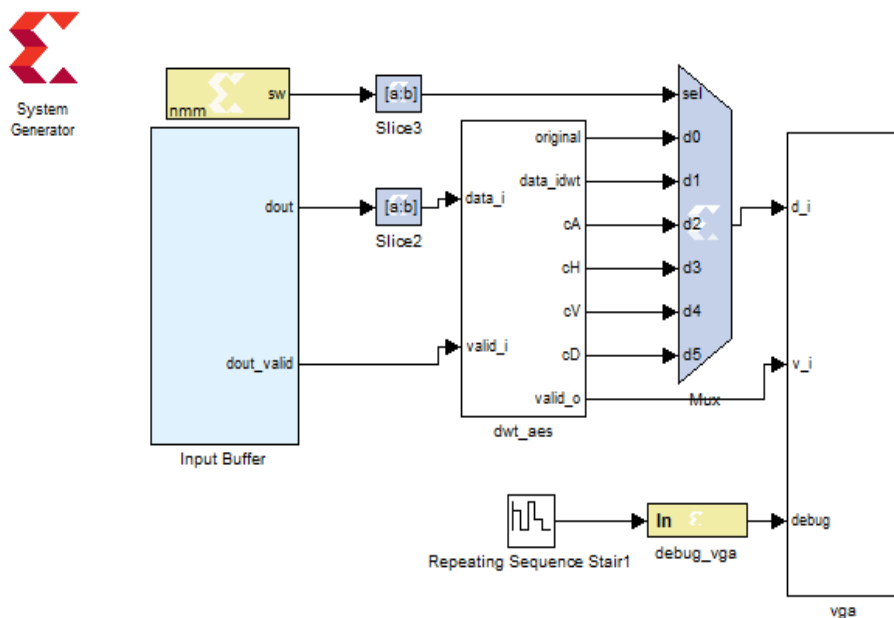 System
Generator
sw
nmm
[a:b]
Slice3
sel
original
d0
data_idwt
d1
dout
[a:b]
Slice2
data_i
cA
d2
d_i
cH
d3
cV
d4
dout_valid
valid_i
cD
d5
v_i
valid_o
Mux
dwt_aes
Input Buffer
In
debug
Repeating Sequence Stair1
debug_vga
vga